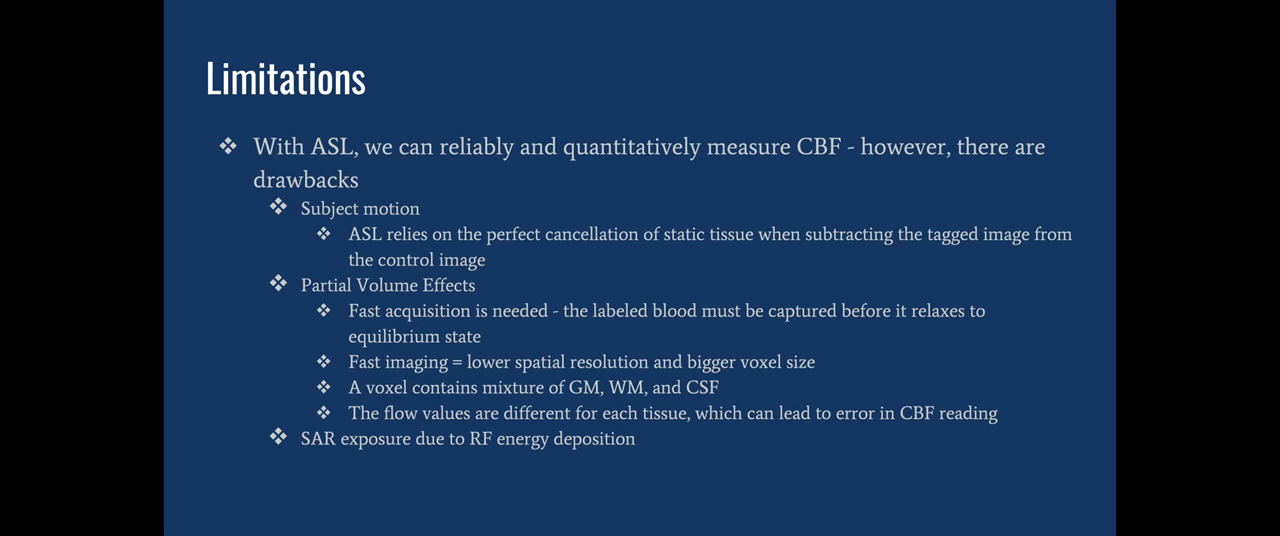 Limitations
❖ With ASL, we can reliably and quantitatively measure CBF - however, there are
drawbacks
❖ Subject motion
❖ ASL relies on the perfect cancellation of static tissue when subtracting the tagged image from
the control image
❖ Partial Volume Effects
❖ Fast acquisition is needed - the labeled blood must be captured before it relaxes to
equilibrium state
❖ Fast imaging = lower spatial resolution and bigger voxel size
❖ A voxel contains mixture of GM, WM, and CSF
❖ The flow values are different for each tissue, which can lead to error in CBF reading
❖ SAR exposure due to RF energy deposition